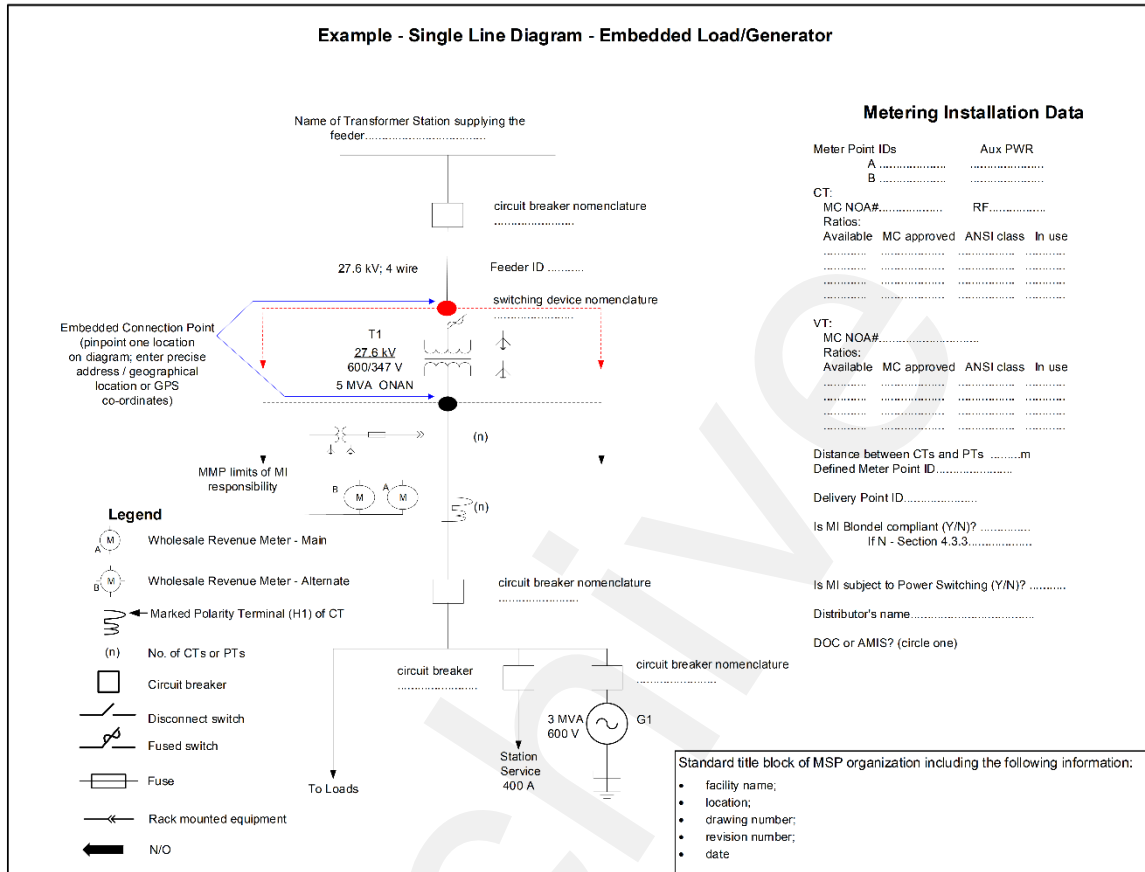 Example - Single Line Diagram - Embedded Load/Generator
Name of Transformer Station supplying the
feeder....................................
circuit breaker nomenclature
..........................
27.6 kV; 4 wire
Feeder ID ...........
switching device nomenclature
.........................
Embedded Connection Point
(pinpoint one location
on diagram; enter precise
address / geographical
location or GPS
co-ordinates)
T1
27.6 kV
600/347 V
5 MVA ONAN
(n)
MMP limits of MI
responsibility
B
M
A
M
(n)
circuit breaker nomenclature
..........................
circuit breaker
..........................
circuit breaker nomenclature
..........................
3 MVA
600 V
G1
Station
Service
400 A
To Loads
Legend
A
M
Wholesale Revenue Meter - Main
B
M
Wholesale Revenue Meter - Alternate
Marked Polarity Terminal (H1) of CT
(n)
No. of CTs or PTs
Circuit breaker
Disconnect switch
Fused switch
Fuse
Rack mounted equipment
N/O
Metering Installation Data
Meter Point IDs Aux PWR
A ..................... .......................
B ..................... .......................
CT:
MC NOA#.................... RF.................
Ratios:
Available MC approved ANSI class In use
............. ................. ................. ............
............. ................. ................. ............
............. ................. ................. ............
............. ................. ................. ............
VT:
MC NOA#................................
Ratios:
Available MC approved ANSI class In use
............. ................. ................. ............
............. ................. ................. ............
............. ................. ................. ............
............. ................. ................. ............
Distance between CTs and PTs ..........m
Defined Meter Point ID........................
Delivery Point ID.......................
Is MI Blondel compliant (Y/N)? ................
If N - Section 4.3.3....................
Is MI subject to Power Switching (Y/N)? ...........
Distributor's name.......................................
DOC or AMIS? (circle one)
Standard title block of MSP organization including the following information:
• facility name;
• location;
• drawing number;
• revision number;
• date
chive